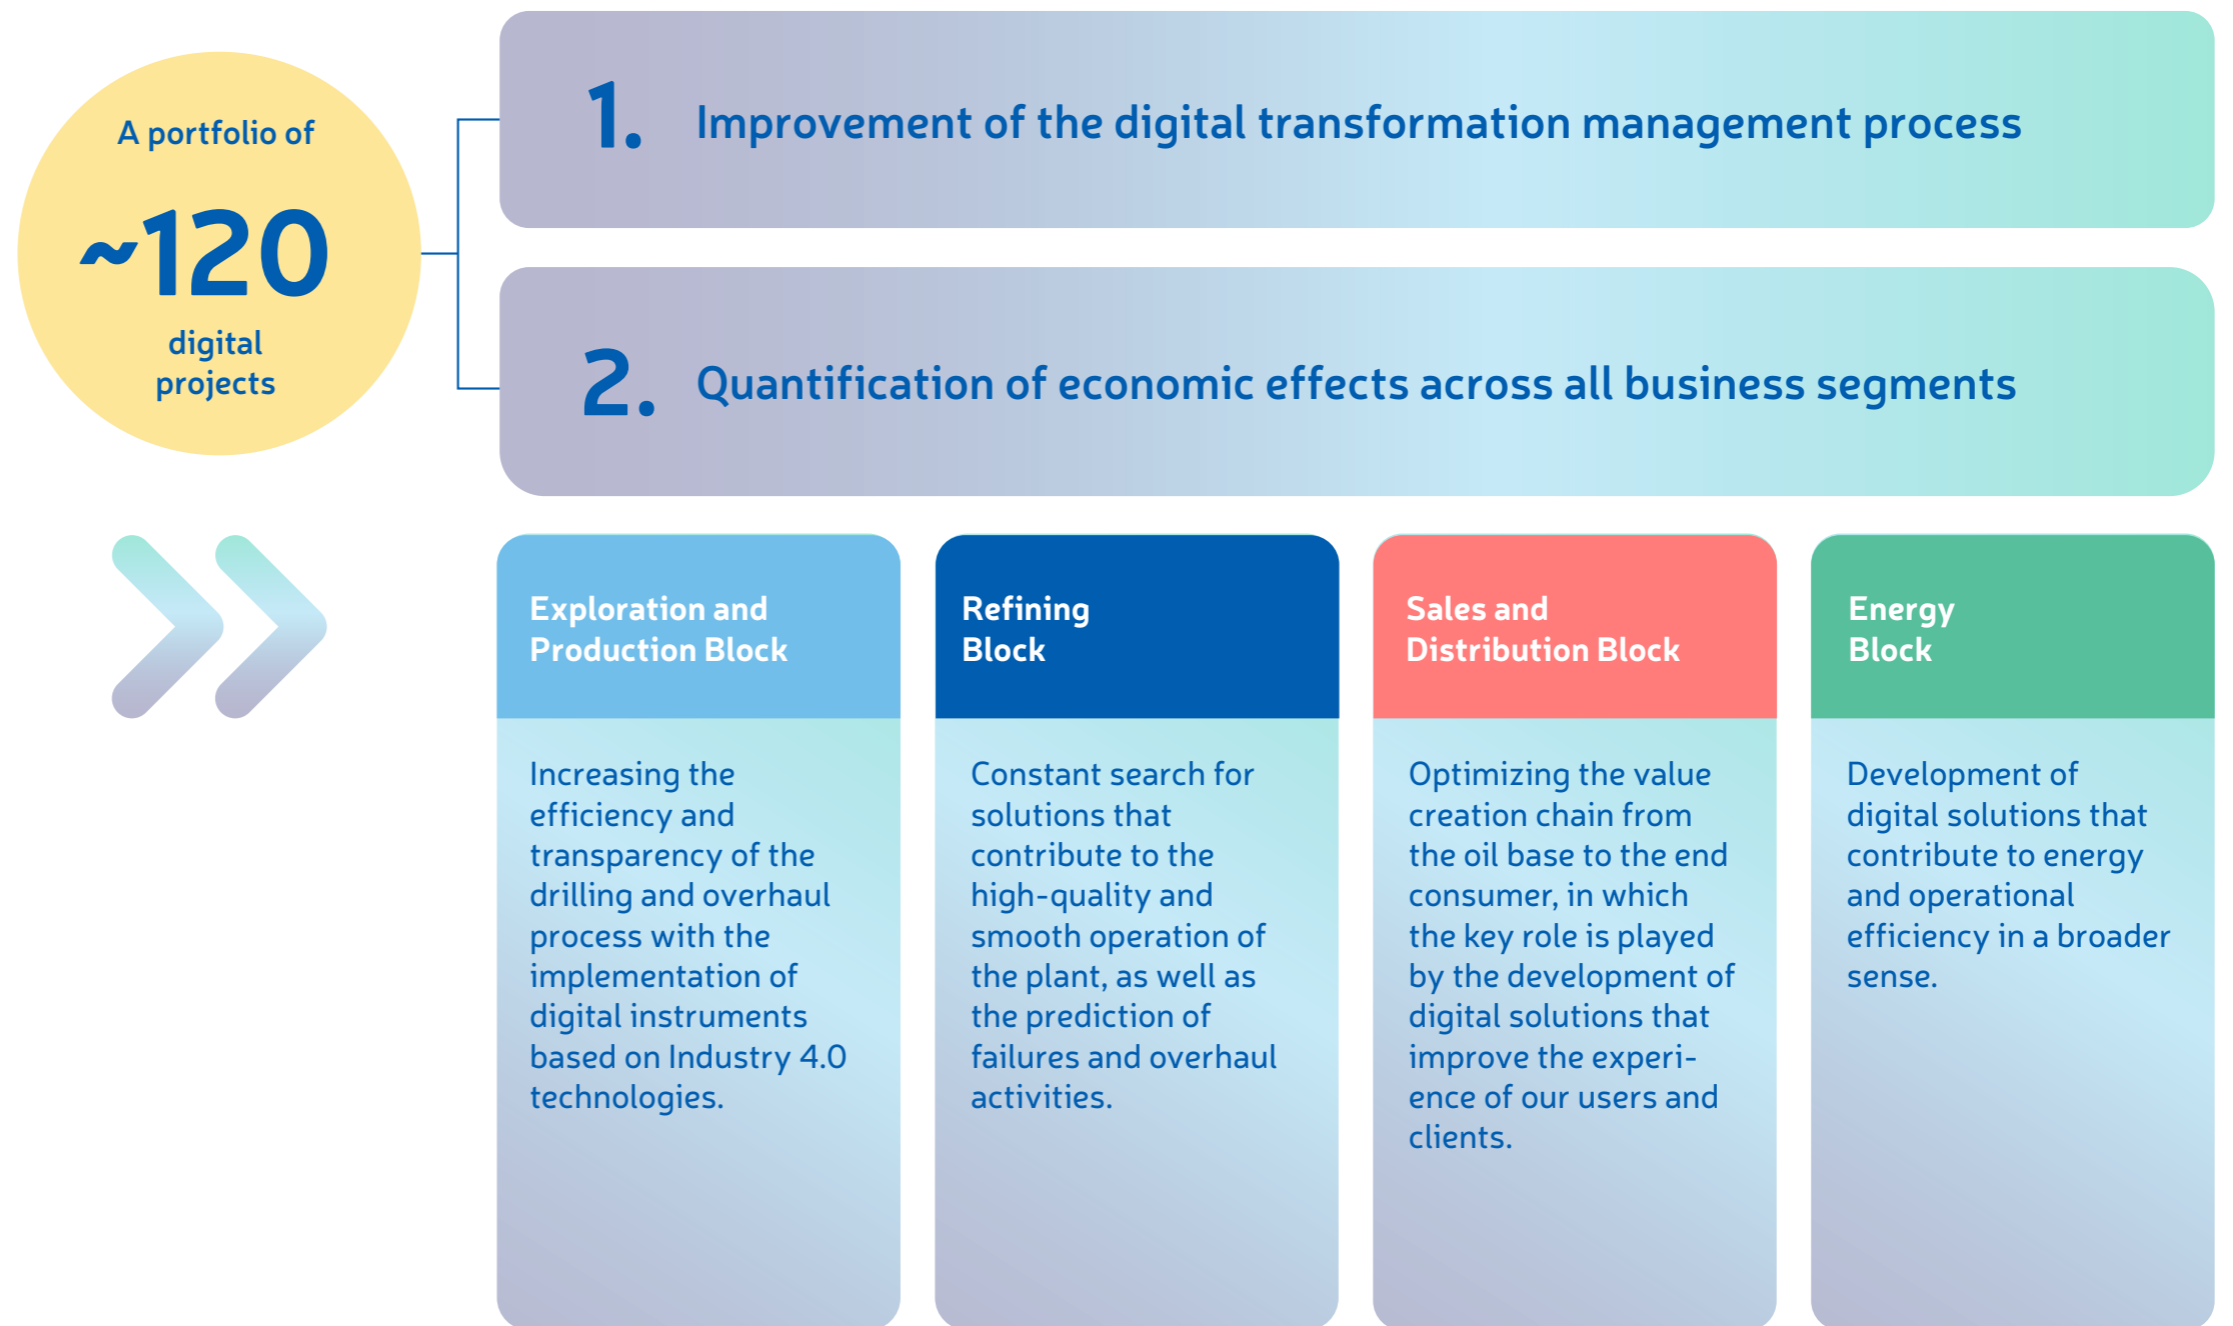 A portfolio of
~120
digital
projects
1. Improvement of the digital transformation management process
2. Quantification of economic effects across all business segments
Exploration and
Production Block
Increasing the
efficiency and
transparency of the
drilling and overhaul
process with the
implementation of
digital instruments
based on Industry 4.0
technologies.
Refining
Block
Constant search for
solutions that
contribute to the
high-quality and
smooth operation of
the plant, as well as
the prediction of
failures and overhaul
activities.
Sales and
Distribution Block
Optimizing the value
creation chain from
the oil base to the end
consumer, in which
the key role is played
by the development of
digital solutions that
improve the experi-
ence of our users and
clients.
Energy
Block
Development of
digital solutions that
contribute to energy
and operational
efficiency in a broader
sense.